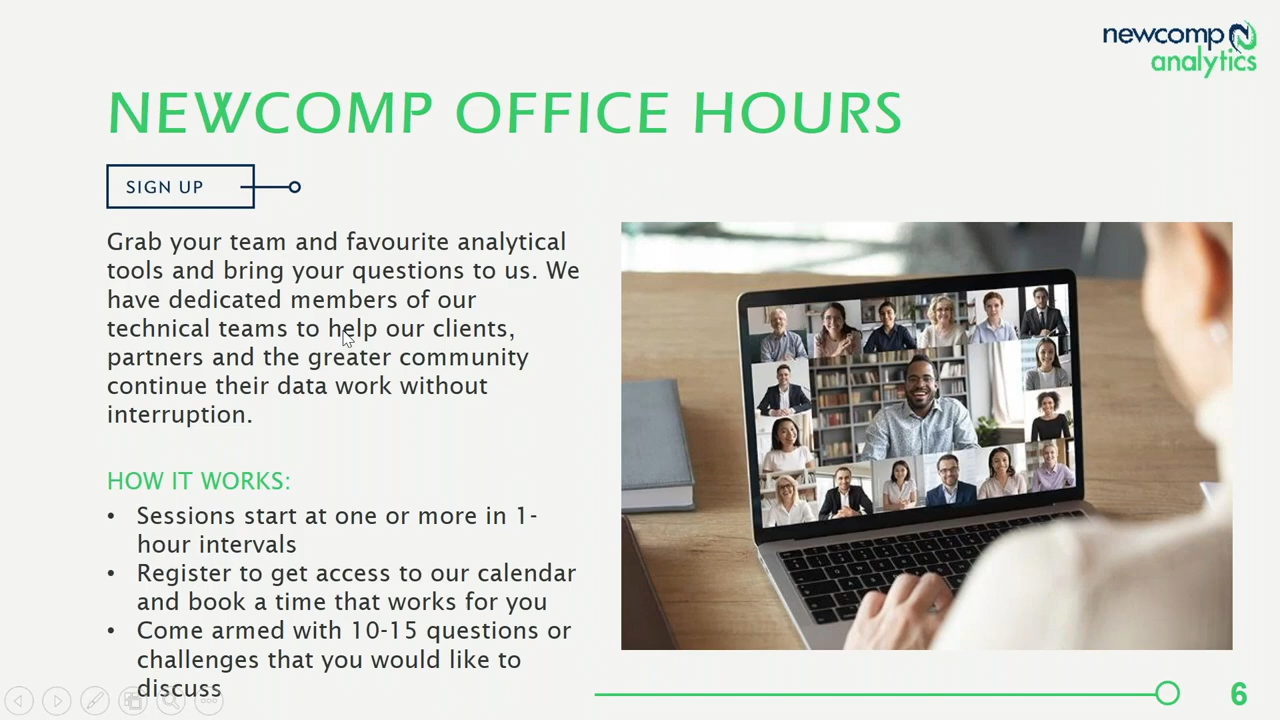 newcomp
analytics
NEWCOMP OFFICE HOURS
SIGN UP
Grab your team and favourite analytical
tools and bring your questions to us. We
have dedicated members of our
technical teams to help our clients,
partners and the greater community
continue their data work without
interruption.
HOW IT WORKS:
• Sessions start at one or more in 1-
hour intervals
• Register to get access to our calendar
and book a time that works for you
• Come armed with 10-15 questions or
challenges that you would like to
discuss
6